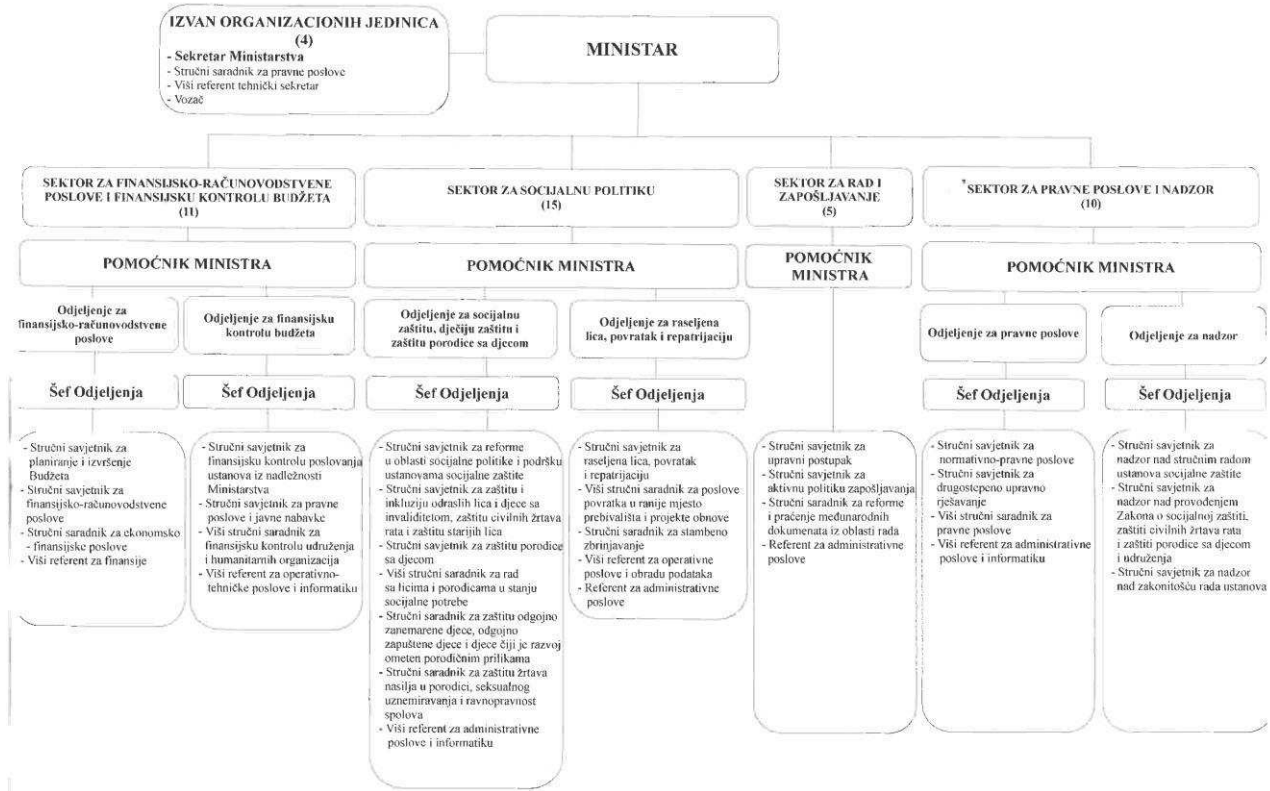 IZVAN ORGANIZACIONIH JEDINICA
(4)
- Sekretar Ministarstva
- Stručni saradnik za pravne poslove
- Viši referent tehnički sekretar
- Vozač
MINISTAR
SEKTOR ZA FINANSIJSKO-RAČUNOVODSTVENE
POSLOVE I FINANSIJSKU KONTROLU BUDŽETA
(11)
SEKTOR ZA SOCIJALNU POLITIKU
(15)
SEKTOR ZA RAD I
ZAPOŠLJAVANJE
(5)
*SEKTOR ZA PRAVNE POSLOVE I NADZOR
(10)
POMOĆNIK MINISTRA
POMOĆNIK MINISTRA
POMOĆNIK
MINISTRA
POMOĆNIK MINISTRA
Odjeljenje za
finansijsko-računovodstvene
poslove
Odjeljenje za finansijsku
kontrolu budžeta
Odjeljenje za socijalnu
zaštitu, dječiju zaštitu i
zaštitu porodice sa djecom
Odjeljenje za raseljena
lica, povratak i repatrijaciju
Odjeljenje za pravne poslove
Odjeljenje za nadzor
Šef Odjeljenja
Šef Odjeljenja
Šef Odjeljenja
Šef Odjeljenja
Šef Odjeljenja
Šef Odjeljenja
- Stručni savjetnik za
planiranje i izvršenje
Budžeta
- Stručni savjetnik za
finansijsko-računovodstvene
poslove
- Stručni saradnik za ekonomsko
- finansijske poslove
- Viši referent za finansije
- Stručni savjetnik za
finansijsku kontrolu poslovanja
ustanova iz nadležnosti
Ministarstva
- Stručni savjetnik za pravne
poslove i javne nabavke
- Viši stručni saradnik za
finansijsku kontrolu udruženja
i humanitarnih organizacija
- Viši referent za operativno-
tehničke poslove i informatiku
- Stručni savjetnik za reforme
u oblasti socijalne politike i podršku
ustanovama socijalne zaštite
- Stručni savjetnik za zaštitu i
inkluziju odraslih lica i djece sa
invaliditetom, zaštitu civilnih žrtava
rata i zaštitu starijih lica
- Stručni savjetnik za zaštitu porodice
sa djecom
- Viši stručni saradnik za rad
sa licima i porodicama u stanju
socijalne potrebe
- Stručni saradnik za zaštitu odgojno
zanemarene djece, odgojno
zapuštene djece i djece čiji je razvoj
ometen porodičnim prilikama
- Stručni saradnik za zaštitu žrtava
nasilja u porodici, seksualnog
uznemiravanja i ravnopravnost
spolova
- Viši referent za administrativne
poslove i informatiku
- Stručni savjetnik za
raseljena lica, povratak
i repatrijaciju
- Viši stručni saradnik za poslove
povratka u ranije mjesto
prebivališta i projekte obnove
- Stručni saradnik za stambeno
zbrinjavanje
- Viši referent za operativne
poslove i obradu podataka
- Referent za administrativne
poslove
- Stručni savjetnik za
upravni postupak
- Stručni savjetnik za
aktivnu politiku zapošljavanja
- Stručni saradnik za reforme
i praćenje međunarodnih
dokumenata iz oblasti rada
- Referent za administrativne
poslove
- Stručni savjetnik za
normativno-pravne poslove
- Stručni savjetnik za
drugostepeno upravno
rješavanje
- Viši stručni saradnik za
pravne poslove
- Viši referent za administrativne
poslove i informatiku
- Stručni savjetnik za
nadzor nad stručnim radom
ustanova socijalne zaštite
- Stručni savjetnik za
nadzor nad provođenjem
Zakona o socijalnoj zaštiti,
zaštiti civilnih žrtava rata
i zaštiti porodice sa djecom
i udruženja
- Stručni savjetnik za nadzor
nad zakonitošću rada ustanova